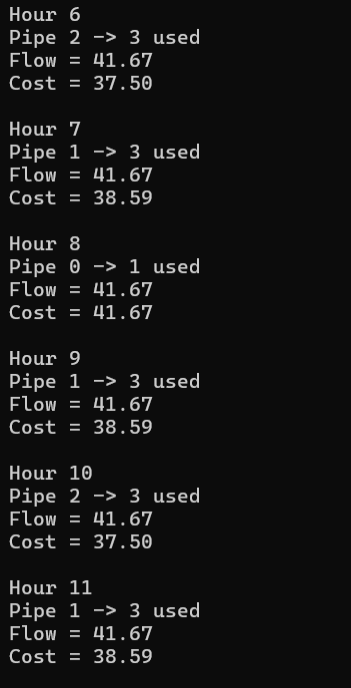 Hour 6
Pipe 2 -> 3 used
Flow = 41.67
Cost = 37.50
Hour 7
Pipe 1 -> 3 used
Flow = 41.67
Cost = 38.59
Hour 8
Pipe 0 -> 1 used
Flow = 41.67
Cost = 41.67
Hour 9
Pipe 1 -> 3 used
Flow = 41.67
Cost = 38.59
Hour 10
Pipe 2 -> 3 used
Flow = 41.67
Cost = 37.50
Hour 11
Pipe 1 -> 3 used
Flow = 41.67
Cost = 38.59